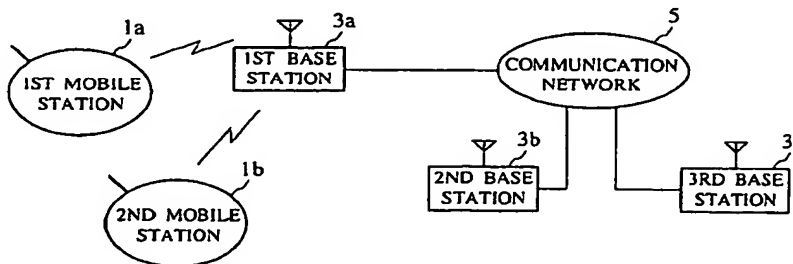 1a
1ST MOBILE
STATION
3a
1ST BASE
STATION
5
COMMUNICATION
NETWORK
1b
2ND MOBILE
STATION
3b
2ND BASE
STATION
3
3RD BASE
STATION